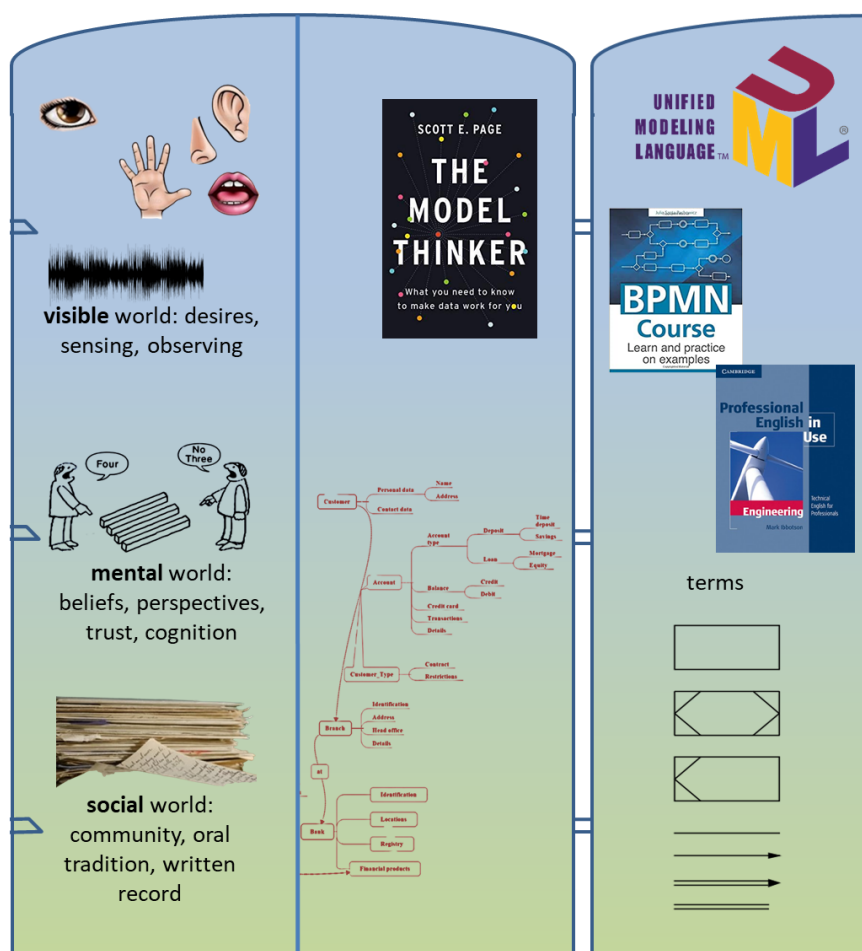 visible world: desires,
sensing, observing
Four
No
Three
mental world:
beliefs, perspectives,
trust, cognition
social world:
community, oral
tradition, written
record
SCOTT E. PAGE
THE
MODEL
THINKER
What you need to know
to make data work for you
Customer
Personal data
Name
Address
Contact data
Account
Account
type
Deposit
Time
deposit
Savings
Loan
Mortgage
Equity
Balance
Credit
Debit
Credit card
Transactions
Details
Customer_Type
Contract
Restrictions
Branch
Identification
Address
Head office
Details
at
Identification
Locations
Registry
Financial products
UNIFIED
MODELING
LANGUAGE™
UML®
BPMN
Course
Learn and practice
on examples
CAMBRIDGE
Professional
English in
Use
Engineering
Technical
English for
Professionals
Mark Ibbotson
terms